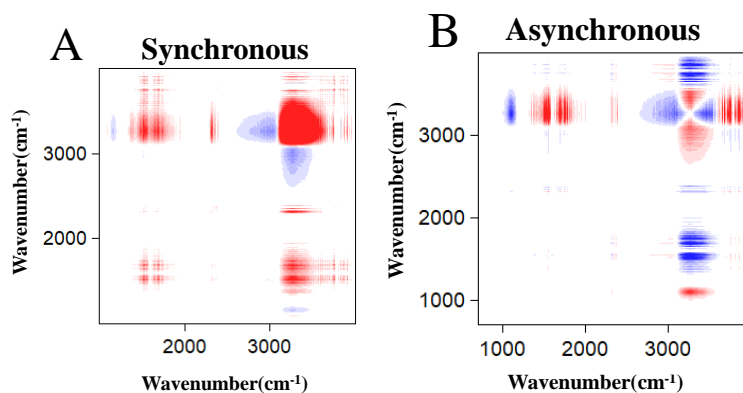 A
Synchronous
Wavenumber(cm⁻¹)
3000
2000
2000 3000
Wavenumber(cm⁻¹)
B
Asynchronous
Wavenumber(cm⁻¹)
3000
2000
1000
1000 2000 3000
Wavenumber(cm⁻¹)